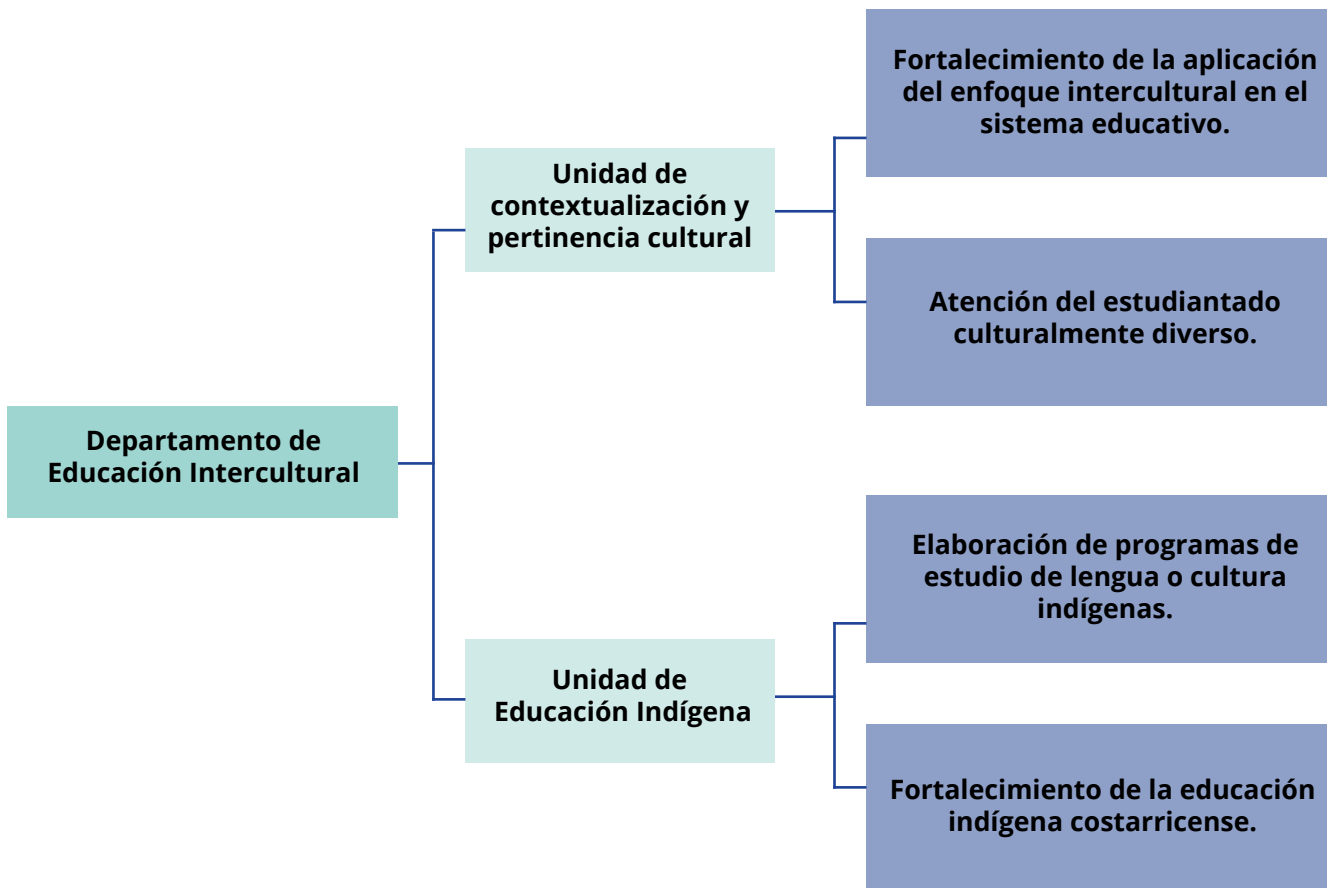 Departamento de
Educación Intercultural
Unidad de
contextualización y
pertinencia cultural
Fortalecimiento de la aplicación
del enfoque intercultural en el
sistema educativo.
Atención del estudiantado
culturalmente diverso.
Unidad de
Educación Indígena
Elaboración de programas de
estudio de lengua o cultura
indígenas.
Fortalecimiento de la educación
indígena costarricense.